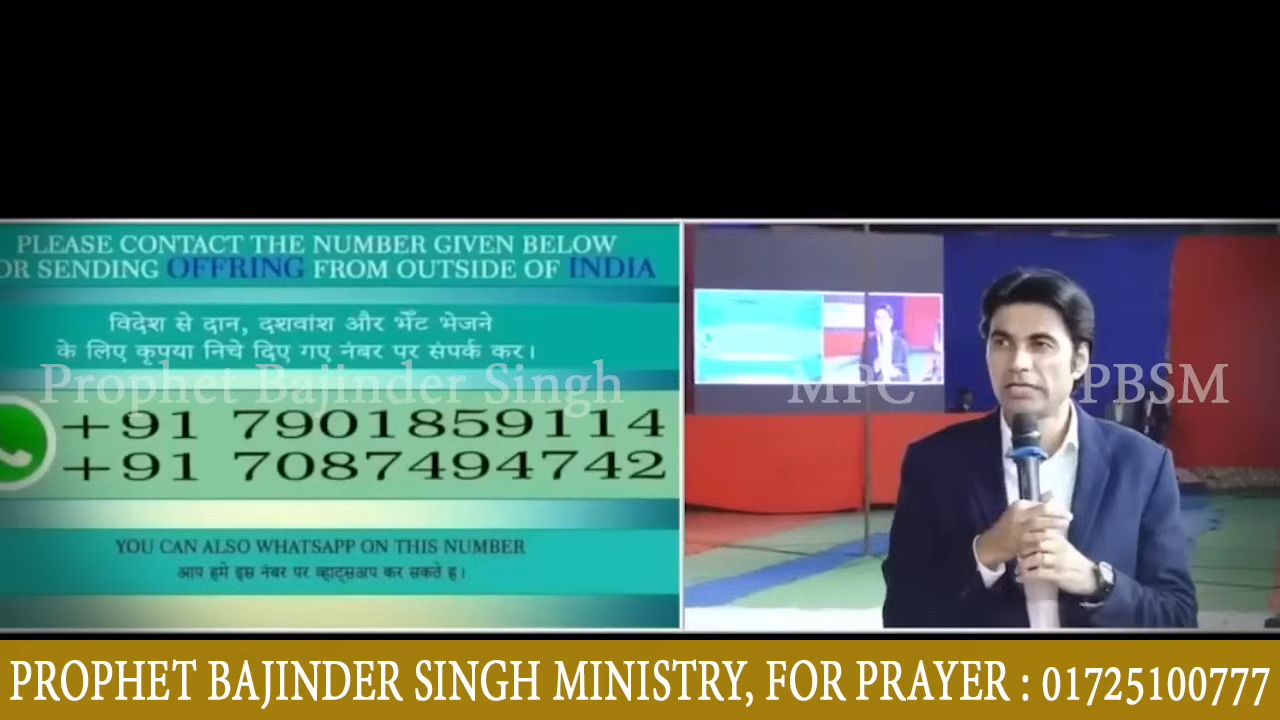 PLEASE CONTACT THE NUMBER GIVEN BELOW
OR SENDING OFFRING FROM OUTSIDE OF INDIA
विदेश से दान, दशवांश और भेँट भेजने
के लिए कृपया निचे दिए गए नंबर पर संपर्क कर।
Prophet Bajinder Singh MPC PBSM
+91 7901859114
+91 7087494742
YOU CAN ALSO WHATSAPP ON THIS NUMBER
आप हमे इस नंबर पर व्हाट्सअप कर सकते ह।
PROPHET BAJINDER SINGH MINISTRY, FOR PRAYER : 01725100777